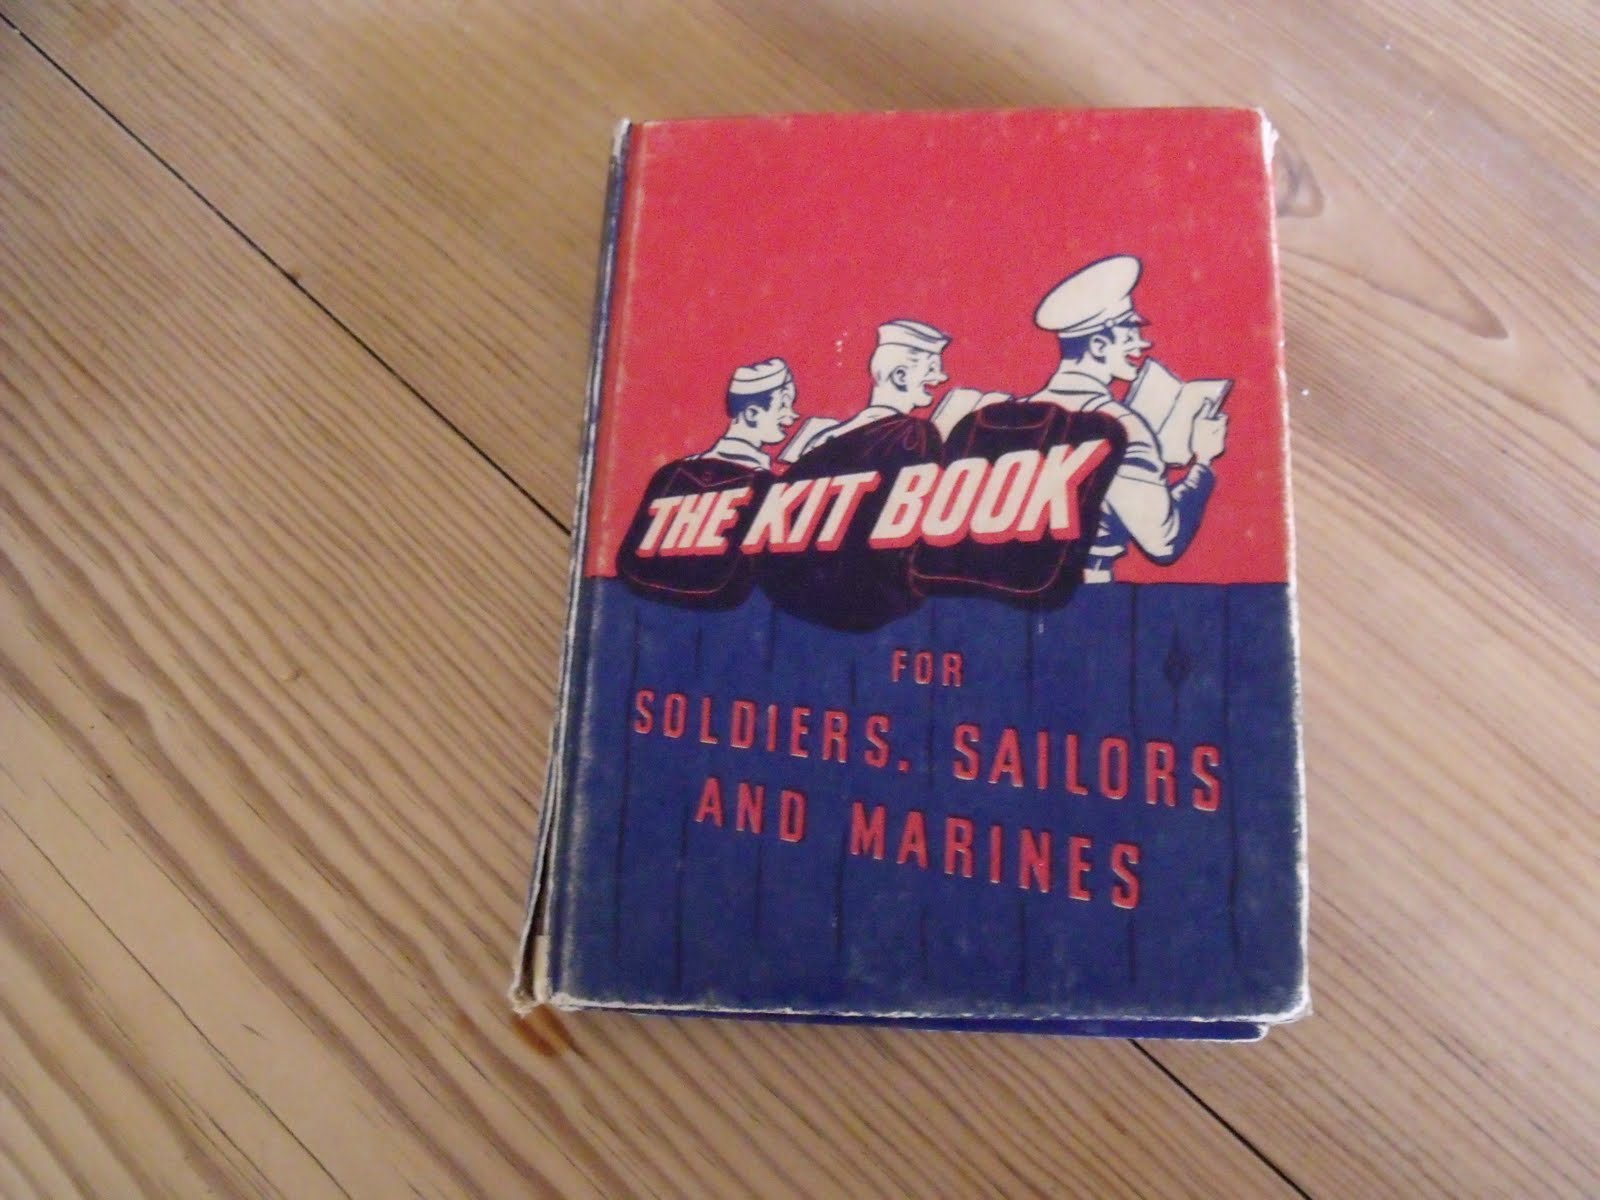 THE KIT BOOK
FOR
SOLDIERS, SAILORS
AND MARINES